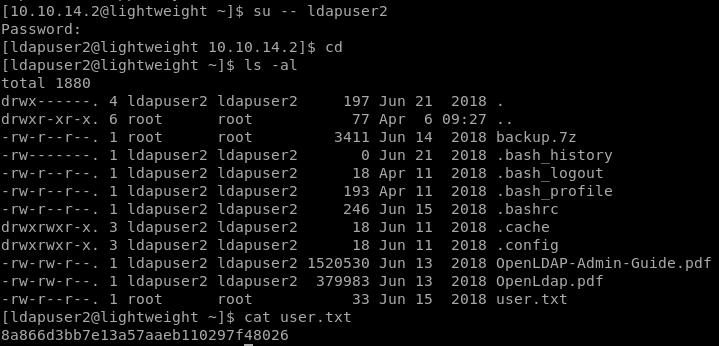 [10.10.14.2@lightweight ~]$ su -- ldapuser2
Password:
[ldapuser2@lightweight 10.10.14.2]$ cd
[ldapuser2@lightweight ~]$ ls -al
total 1880
drwx------. 4 ldapuser2 ldapuser2     197 Jun 21  2018 .
drwxr-xr-x. 6 root      root           77 Apr  6 09:27 ..
-rw-r--r--. 1 root      root         3411 Jun 14  2018 backup.7z
-rw-------. 1 ldapuser2 ldapuser2       0 Jun 21  2018 .bash_history
-rw-r--r--. 1 ldapuser2 ldapuser2      18 Apr 11  2018 .bash_logout
-rw-r--r--. 1 ldapuser2 ldapuser2     193 Apr 11  2018 .bash_profile
-rw-r--r--. 1 ldapuser2 ldapuser2     246 Jun 15  2018 .bashrc
drwxrwxr-x. 3 ldapuser2 ldapuser2      18 Jun 11  2018 .cache
drwxrwxr-x. 3 ldapuser2 ldapuser2      18 Jun 11  2018 .config
-rw-rw-r--. 1 ldapuser2 ldapuser2 1520530 Jun 13  2018 OpenLDAP-Admin-Guide.pdf
-rw-rw-r--. 1 ldapuser2 ldapuser2  379983 Jun 13  2018 OpenLdap.pdf
-rw-r--r--. 1 root      root           33 Jun 15  2018 user.txt
[ldapuser2@lightweight ~]$ cat user.txt
8a866d3bb7e13a57aaeb110297f48026